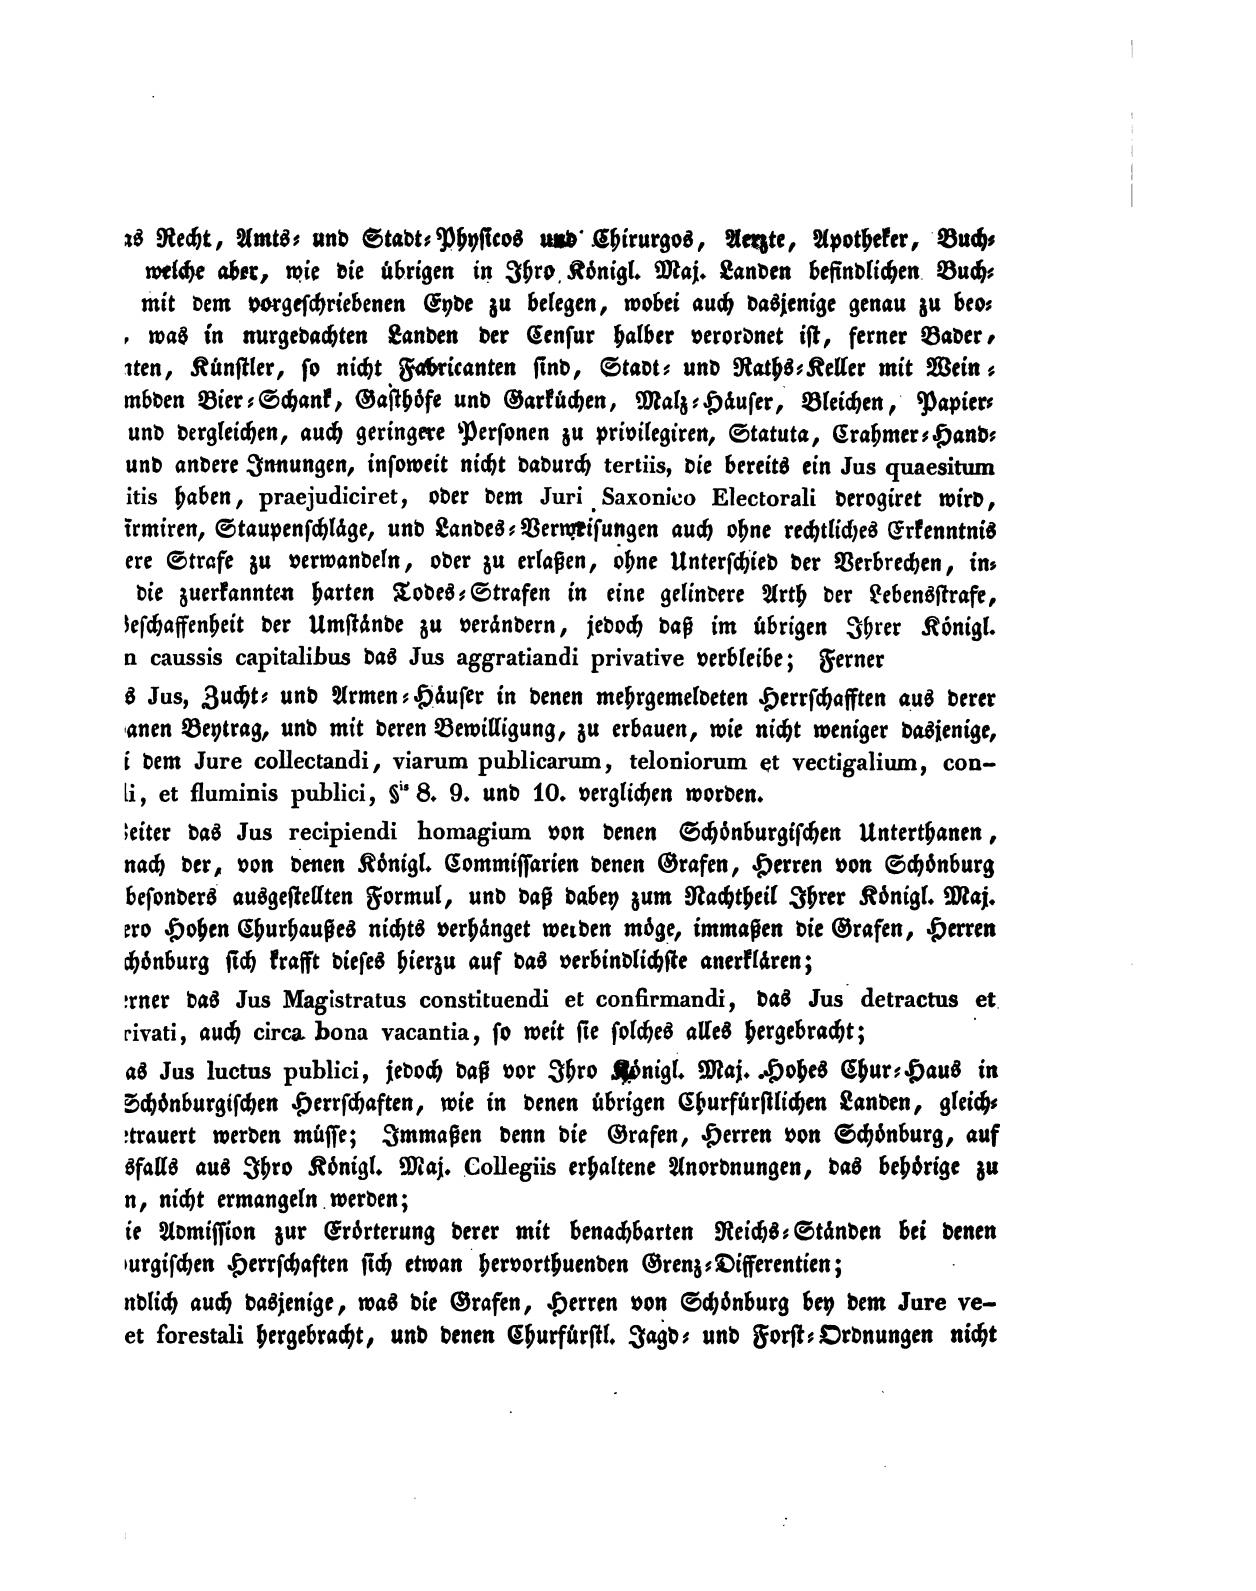 as Recht, Amts- und Stadt-Physicos und Chirurgos, Aerzte, Apotheker, Buch-
welche aber, wie die übrigen in Ihro Königl. Maj. Landen befindlichen Buch-
mit dem vorgeschriebenen Eyde zu belegen, wobei auch dasjenige genau zu beo-
, was in nurgedachten Landen der Censur halber verordnet ist, ferner Bader,
nten, Künstler, so nicht Fabricanten sind, Stadt- und Raths-Keller mit Wein-
mbden Bier-Schank, Gasthöfe und Garküchen, Malz-Häuser, Bleichen, Papier-
und dergleichen, auch geringere Personen zu privilegiren, Statuta, Crahmer-Hand-
und andere Innungen, insoweit nicht dadurch tertiis, die bereits ein Jus quaesitum
itis haben, praejudiciret, oder dem Juri Saxonico Electorali derogiret wird,
irmiren, Staupenschläge, und Landes-Verweisungen auch ohne rechtliches Erkenntnis
ere Strafe zu verwandeln, oder zu erlaßen, ohne Unterschied der Verbrechen, in-
die zuerkannten harten Todes-Strafen in eine gelindere Arth der Lebensstrafe,
Beschaffenheit der Umstände zu verändern, jedoch daß im übrigen Ihrer Königl.
n caussis capitalibus das Jus aggratiandi privative verbleibe; Ferner
s Jus, Zucht- und Armen-Häuser in denen mehrgemeldeten Herrschafften aus derer
anen Beytrag, und mit deren Bewilligung, zu erbauen, wie nicht weniger dasjenige,
i dem Jure collectandi, viarum publicarum, teloniorum et vectigalium, con-
li, et fluminis publici, §is 8. 9. und 10. verglichen worden.
eiter das Jus recipiendi homagium von denen Schönburgischen Unterthanen,
nach der, von denen Königl. Commissarien denen Grafen, Herren von Schönburg
besonders ausgestellten Formul, und daß dabey zum Nachtheil Ihrer Königl. Maj.
ero Hohen Churhaußes nichts verhänget werden möge, immaßen die Grafen, Herren
chönburg sich krafft dieses hierzu auf das verbindlichste anerklären;
erner das Jus Magistratus constituendi et confirmandi, das Jus detractus et
rivati, auch circa bona vacantia, so weit sie solches alles hergebracht;
as Jus luctus publici, jedoch daß vor Ihro Königl. Maj. Hohes Chur-Haus in
Schönburgischen Herrschaften, wie in denen übrigen Churfürstlichen Landen, gleich-
etrauert werden müsse; Immaßen denn die Grafen, Herren von Schönburg, auf
sfalls aus Ihro Königl. Maj. Collegiis erhaltene Anordnungen, das behörige zu
n, nicht ermangeln werden;
ie Admission zur Erörterung derer mit benachbarten Reichs-Ständen bei denen
urgischen Herrschaften sich etwan hervorthuenden Grenz-Differentien;
ndlich auch dasjenige, was die Grafen, Herren von Schönburg bey dem Jure ve-
et forestali hergebracht, und denen Churfürstl. Jagd- und Forst-Ordnungen nicht